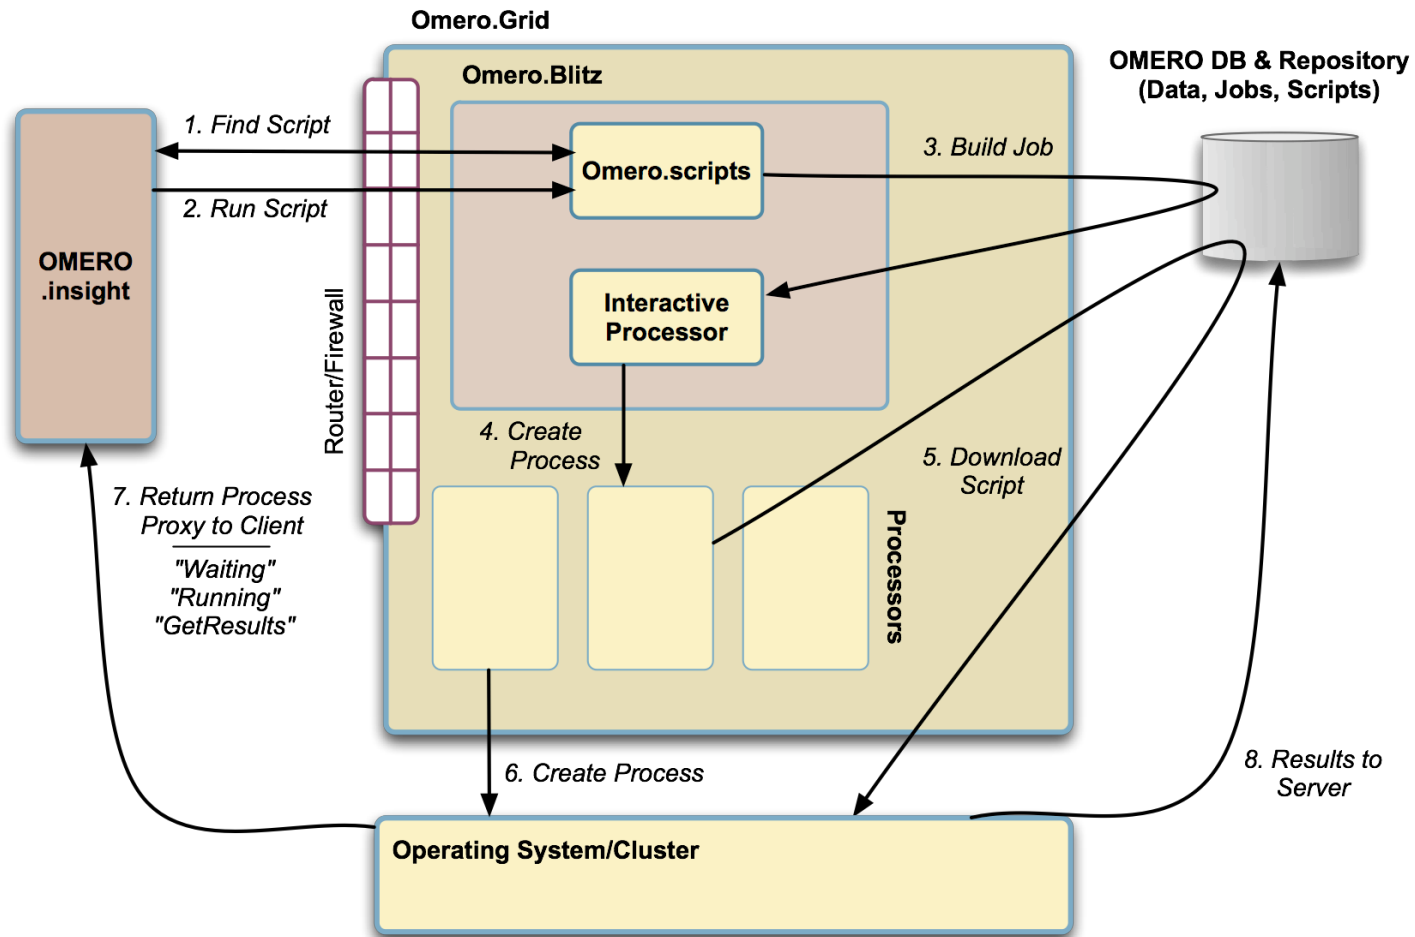 Omero.Grid
Omero.Blitz
OMERO DB & Repository
(Data, Jobs, Scripts)
1. Find Script
Omero.scripts
3. Build Job
2. Run Script
OMERO
.insight
Router/Firewall
Interactive
Processor
4. Create
Process
5. Download
Script
7. Return Process
Proxy to Client
"Waiting"
"Running"
"GetResults"
Processors
6. Create Process
8. Results to
Server
Operating System/Cluster